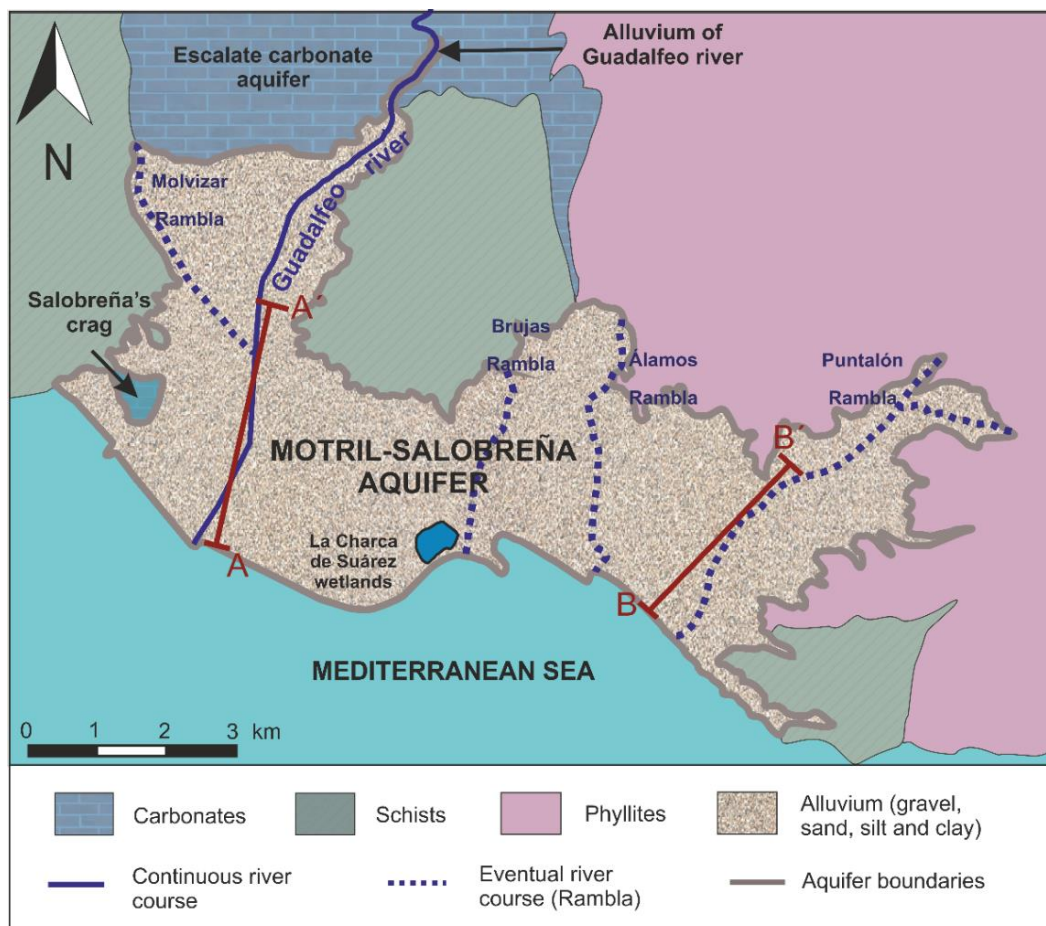 Escalate carbonate
aquifer
Alluvium of
Guadalfeo river
N
Molvizar
Rambla
Guadalfeo river
Salobreña's
crag
A´
Brujas
Rambla
Álamos
Rambla
Puntalón
Rambla
B´
MOTRIL-SALOBREÑA
AQUIFER
La Charca
de Suárez
wetlands
A
B
MEDITERRANEAN SEA
0 1 2 3 km
Carbonates
Schists
Phyllites
Alluvium (gravel,
sand, silt and clay)
Continuous river
course
Eventual river
course (Rambla)
Aquifer boundaries